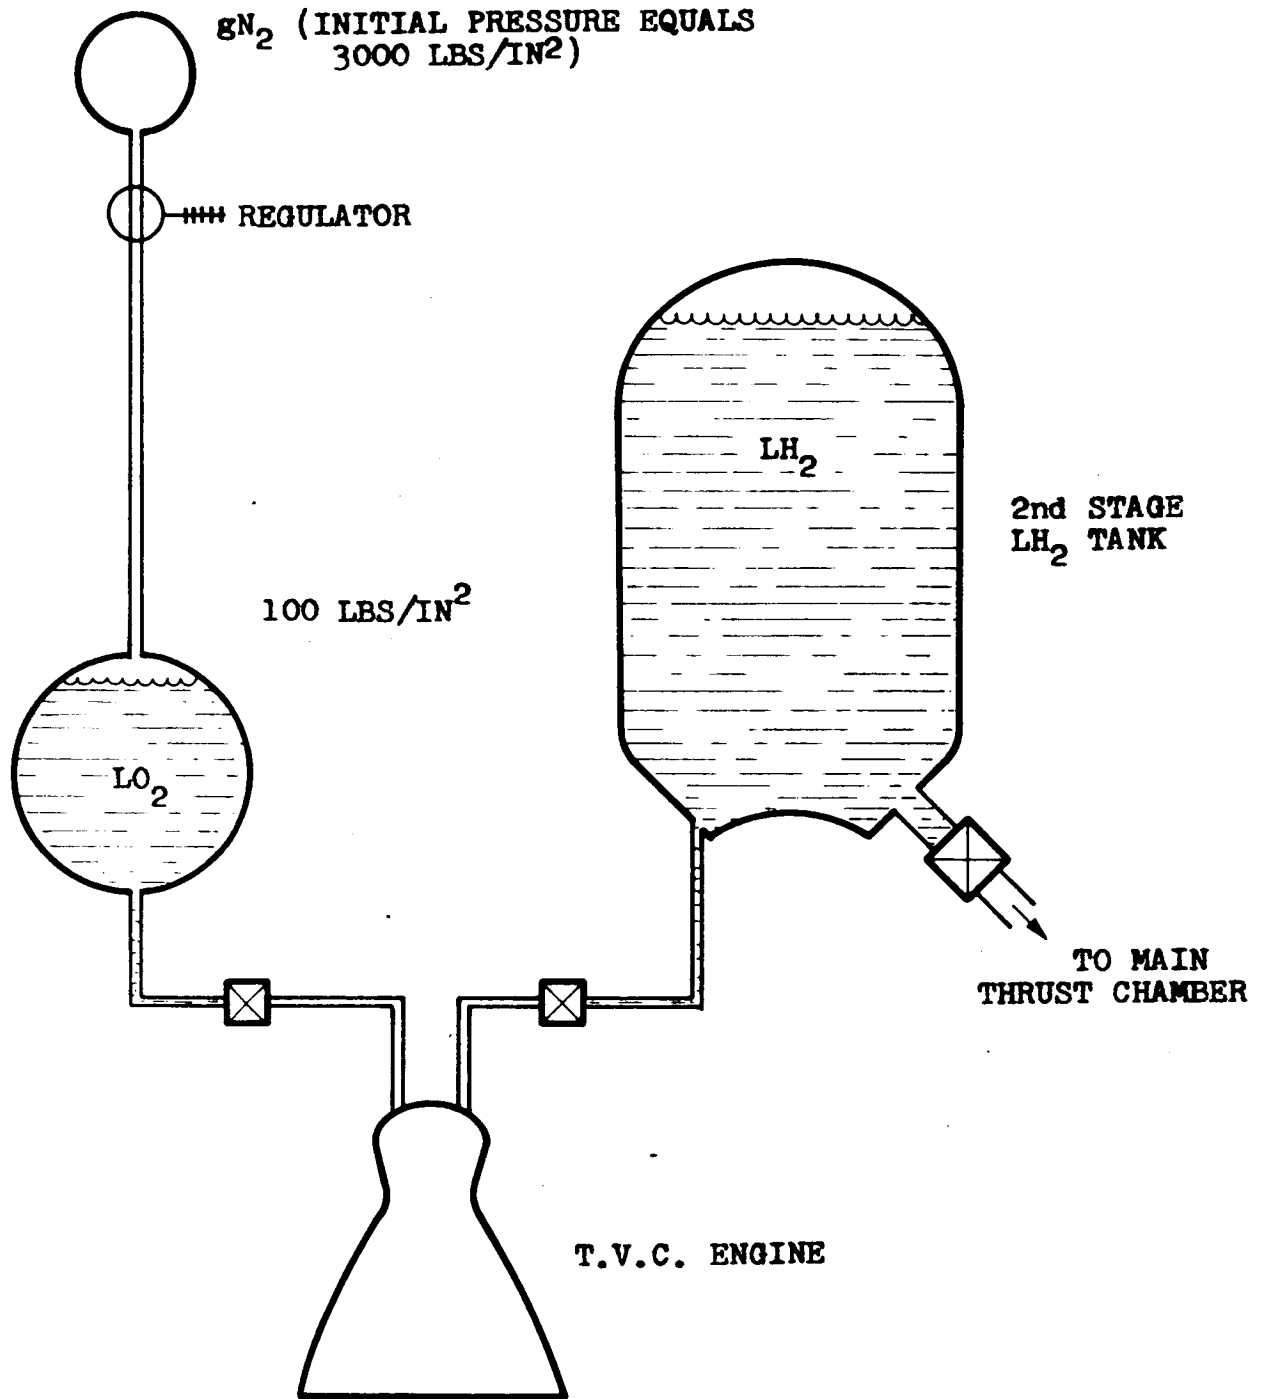 gN₂ (INITIAL PRESSURE EQUALS
3000 LBS/IN²)
REGULATOR
LH₂
2nd STAGE
LH₂ TANK
100 LBS/IN²
LO₂
TO MAIN
THRUST CHAMBER
T.V.C. ENGINE